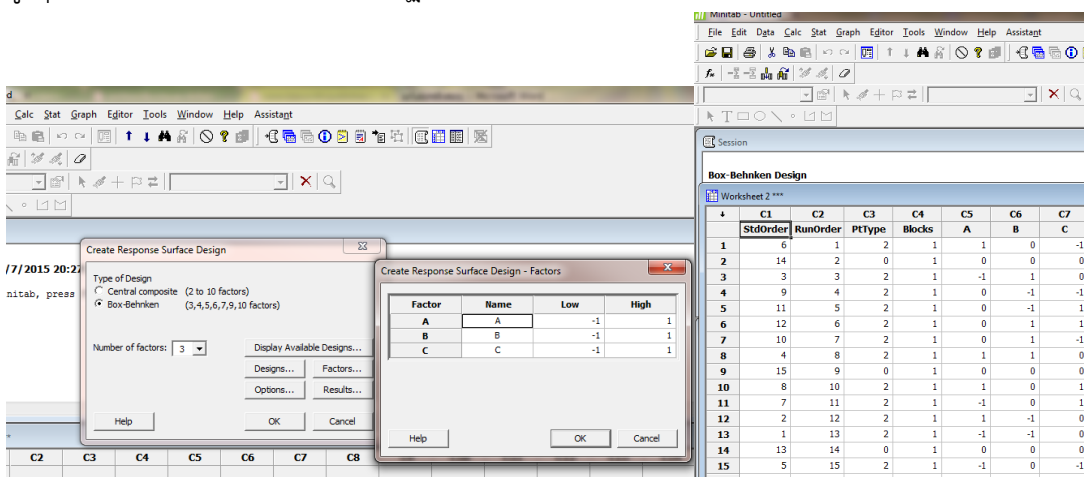 Minitab - Untitled
File Edit Data Calc Stat Graph Editor Tools Window Help Assistant
Session
Box-Behnken Design
Worksheet 2 ***
C1 C2 C3 C4 C5 C6 C7
StdOrder RunOrder PtType Blocks A B C
1 6 1 2 1 1 0 -1
2 14 2 0 1 0 0 0
3 3 3 2 1 -1 1 0
4 9 4 2 1 0 -1 -1
5 11 5 2 1 0 -1 1
6 12 6 2 1 0 1 1
7 10 7 2 1 0 1 -1
8 4 8 2 1 1 1 0
9 15 9 0 1 0 0 0
10 8 10 2 1 1 0 1
11 7 11 2 1 -1 0 1
12 2 12 2 1 1 -1 0
13 1 13 2 1 -1 -1 0
14 13 14 0 1 0 0 0
15 5 15 2 1 -1 0 -1
d
Calc Stat Graph Editor Tools Window Help Assistant
/7/2015 20:27
nitab, press
Create Response Surface Design
Type of Design
Central composite (2 to 10 factors)
Box-Behnken (3,4,5,6,7,9,10 factors)
Number of factors: 3
Display Available Designs...
Designs... Factors...
Options... Results...
Help OK Cancel
Create Response Surface Design - Factors
Factor Name Low High
A A -1 1
B B -1 1
C C -1 1
Help OK Cancel
C2 C3 C4 C5 C6 C7 C8